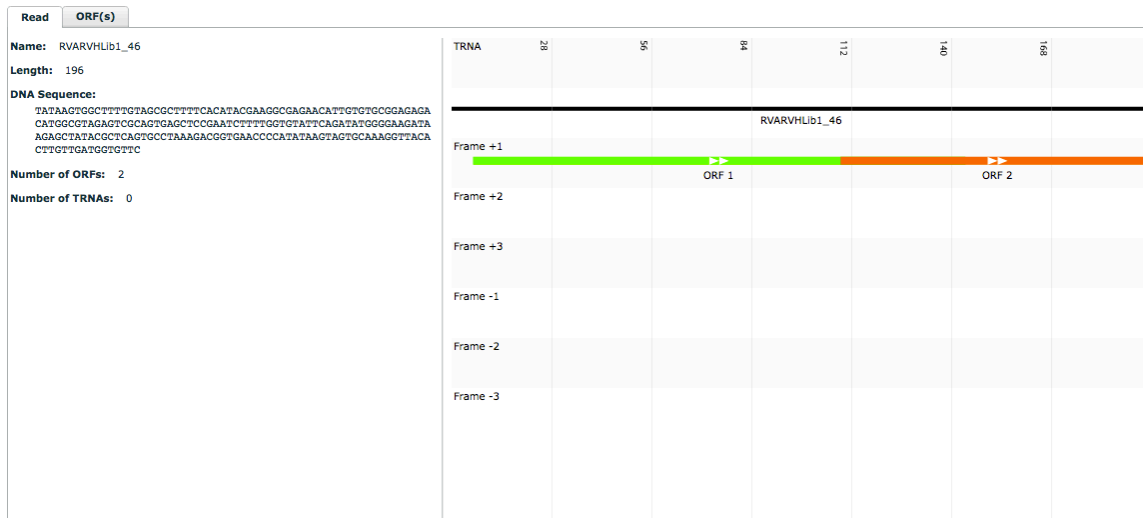 Read
ORF(s)
Name: RVARVHLib1_46
Length: 196
DNA Sequence:
TATAAGTGGCTTTTGTAGCGCTTTTCACATACGAAGGCGAGAACATTGTGTGCGGAGAGA
CATGGCGTAGAGTCGCAGTGAGCTCCGAATCTTTTGGTGTATTCAGATATGGGGAAGATA
AGAGCTATACGCTCAGTGCCTAAAGACGGTGAACCCCATATAAGTAGTGCAAAGGTTACA
CTTGTTGATGGTGTTC
Number of ORFs: 2
Number of TRNAs: 0
TRNA
28
56
84
112
140
168
RVARVHLib1_46
Frame +1
ORF 1
ORF 2
Frame +2
Frame +3
Frame -1
Frame -2
Frame -3